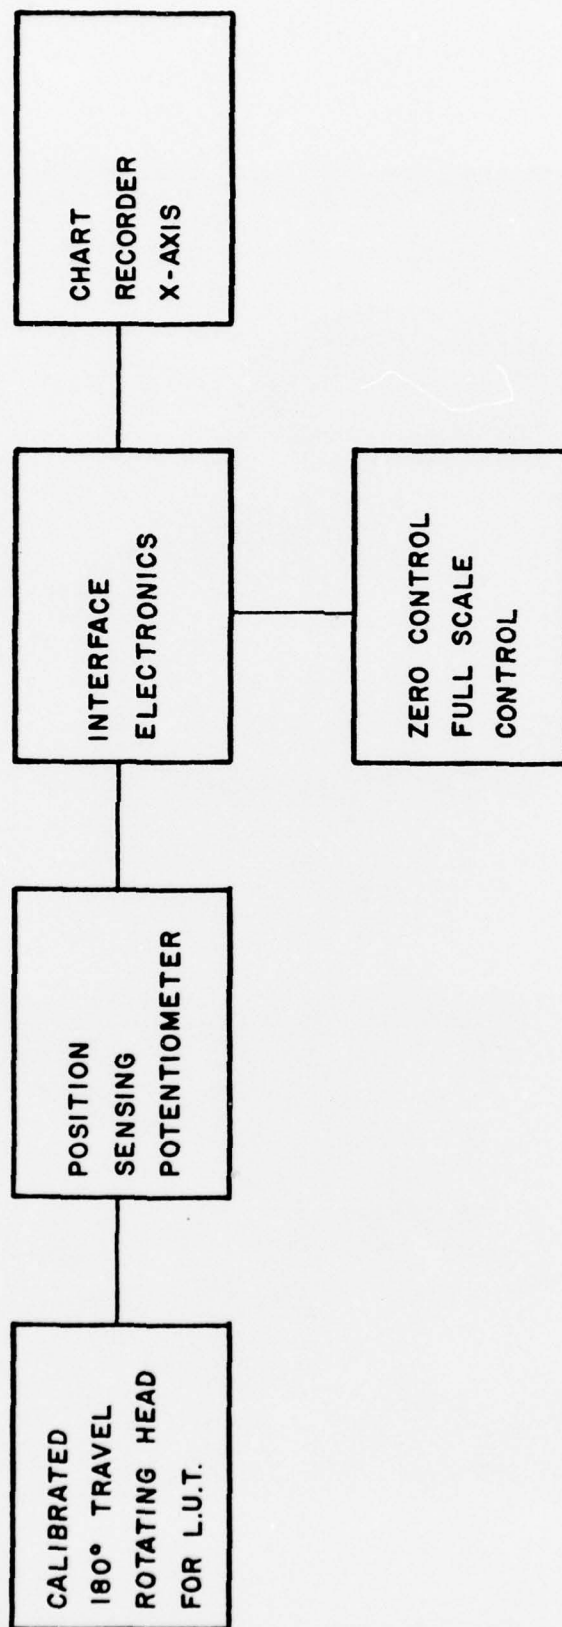 CALIBRATED
180° TRAVEL
ROTATING HEAD
FOR L.U.T.
POSITION
SENSING
POTENTIOMETER
INTERFACE
ELECTRONICS
CHART
RECORDER
X-AXIS
ZERO CONTROL
FULL SCALE
CONTROL